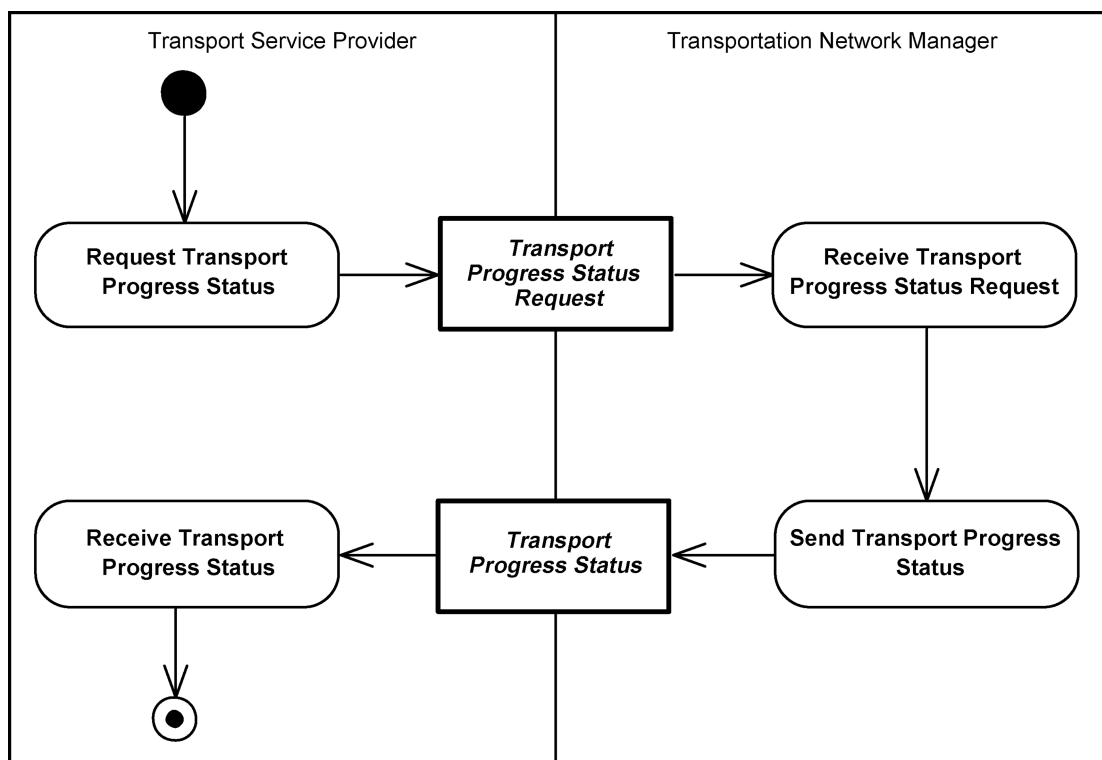 Transport Service Provider
Transportation Network Manager
Request Transport
Progress Status
Transport
Progress Status
Request
Receive Transport
Progress Status Request
Receive Transport
Progress Status
Transport
Progress Status
Send Transport Progress
Status